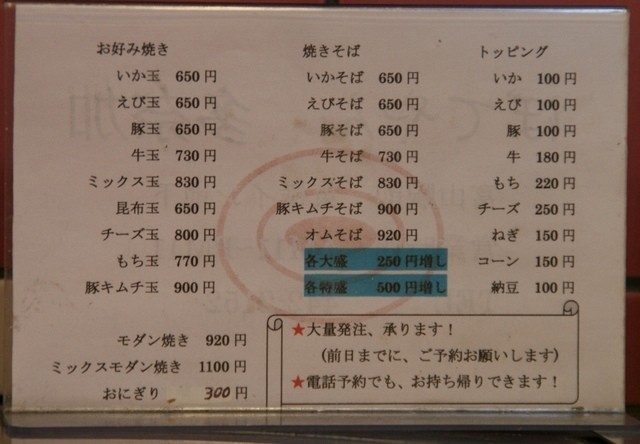 お好み焼き
いか玉 650円
えび玉 650円
豚玉 650円
牛玉 730円
ミックス玉 830円
昆布玉 650円
チーズ玉 800円
もち玉 770円
豚キムチ玉 900円
モダン焼き 920円
ミックスモダン焼き 1100円
おにぎり 300円
焼きそば
いかそば 650円
えびそば 650円
豚そば 650円
牛そば 730円
ミックスそば 830円
豚キムチそば 900円
オムそば 920円
各大盛 250円増し
各特盛 500円増し
トッピング
いか 100円
えび 100円
豚 100円
牛 180円
もち 220円
チーズ 250円
ねぎ 150円
コーン 150円
納豆 100円
★大量発注、承ります！
(前日までに、ご予約お願いします)
★電話予約でも、お持ち帰りできます！